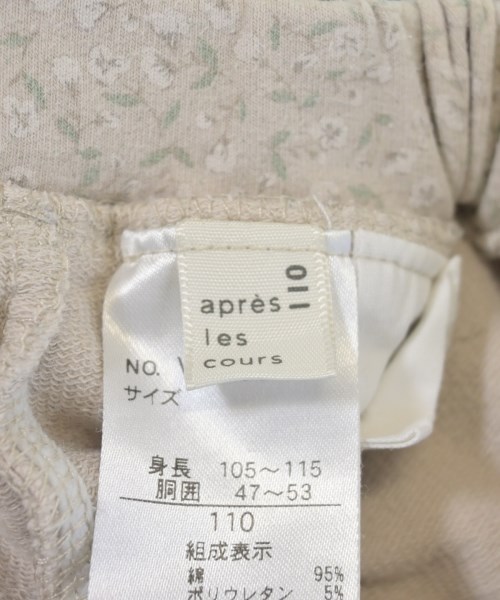 après
les
cours
110
NO.
サイズ
身長 105～115
胴囲 47～53
110
組成表示
綿 95%
ポリウレタン 5%